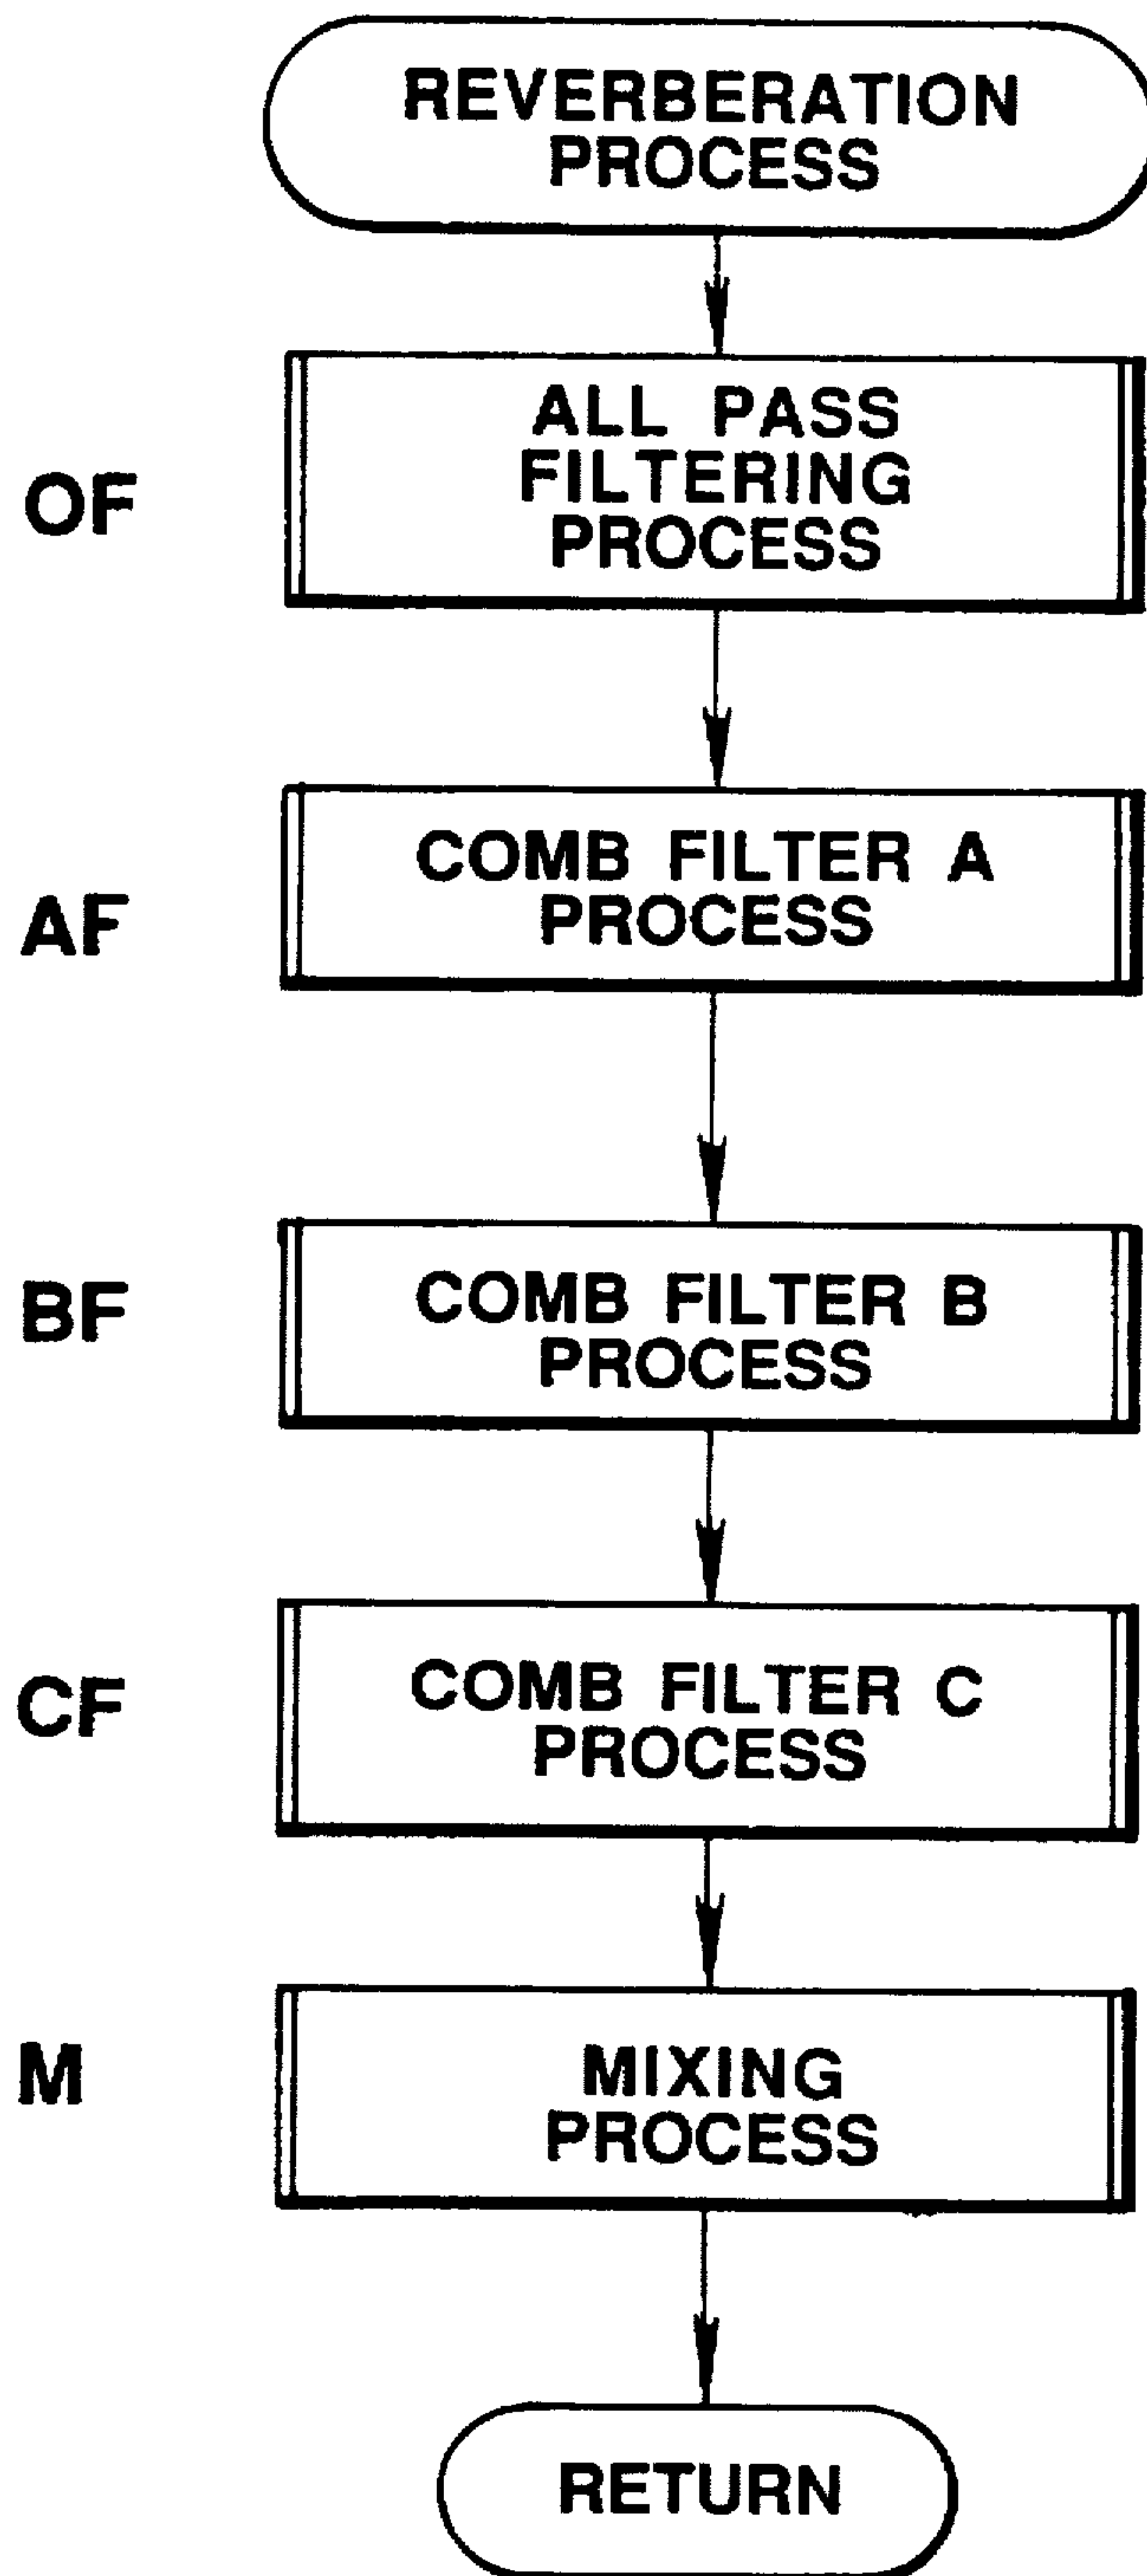 REVERBERATION
PROCESS
OF
ALL PASS
FILTERING
PROCESS
AF
COMB FILTER A
PROCESS
BF
COMB FILTER B
PROCESS
CF
COMB FILTER C
PROCESS
M
MIXING
PROCESS
RETURN